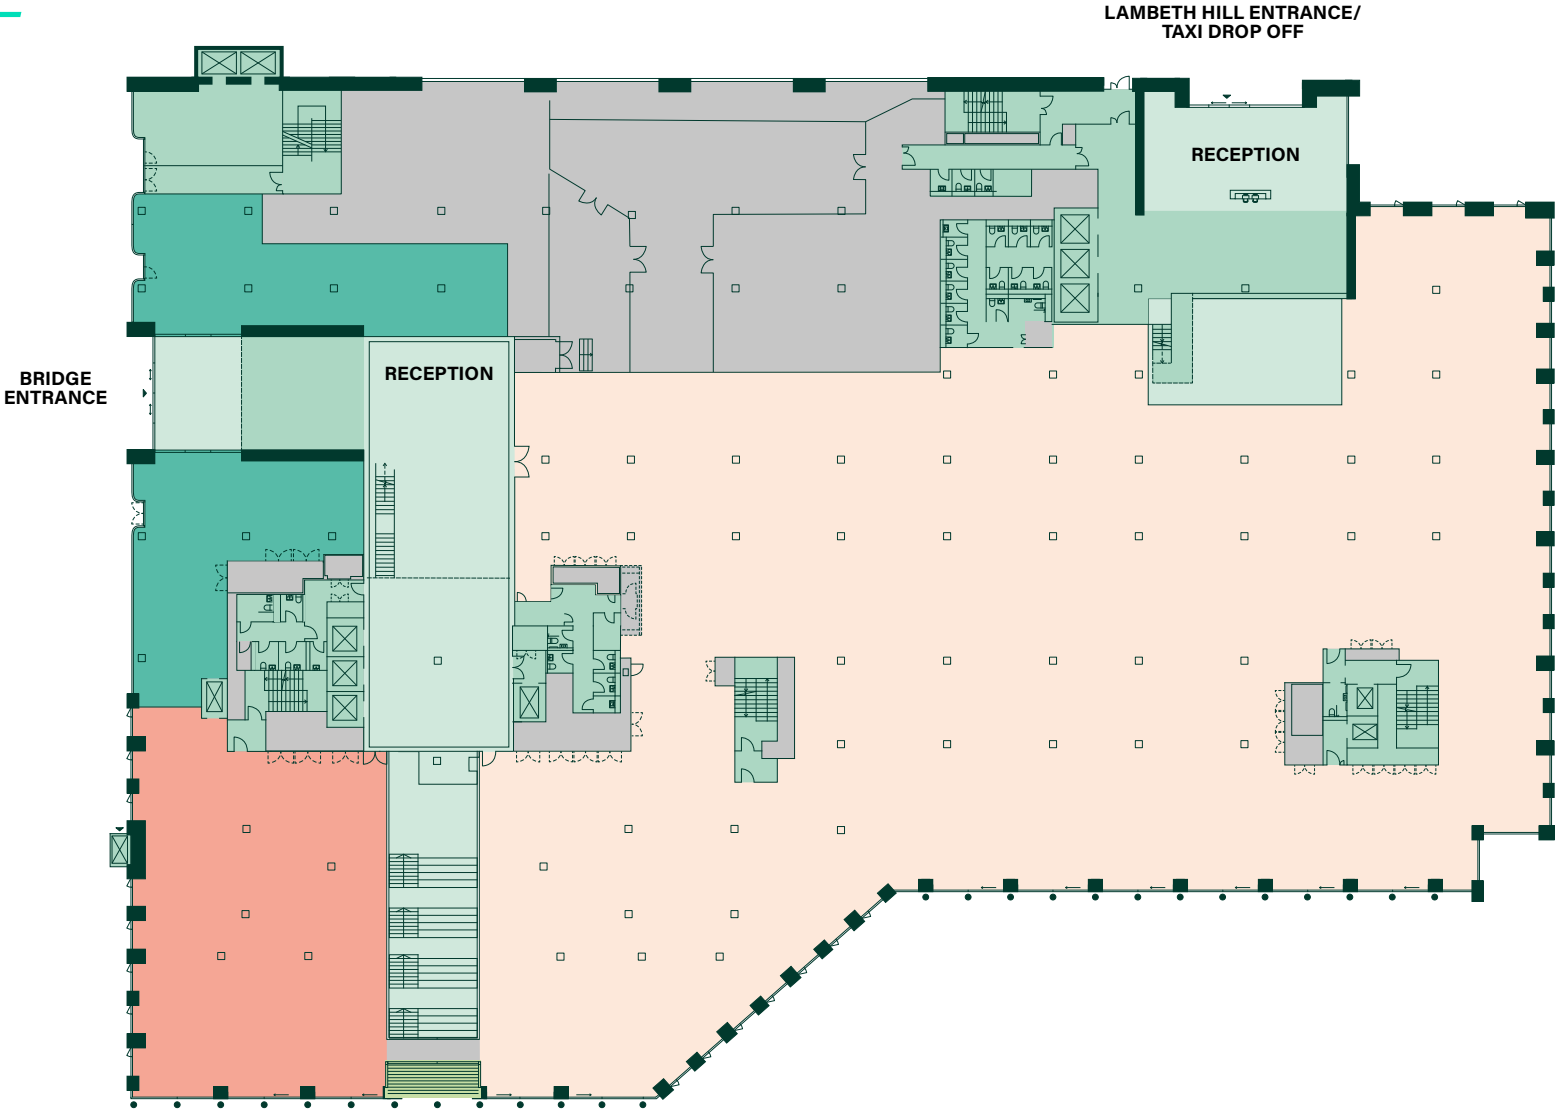 LAMBETH HILL ENTRANCE/
TAXI DROP OFF
RECEPTION
BRIDGE
ENTRANCE
RECEPTION